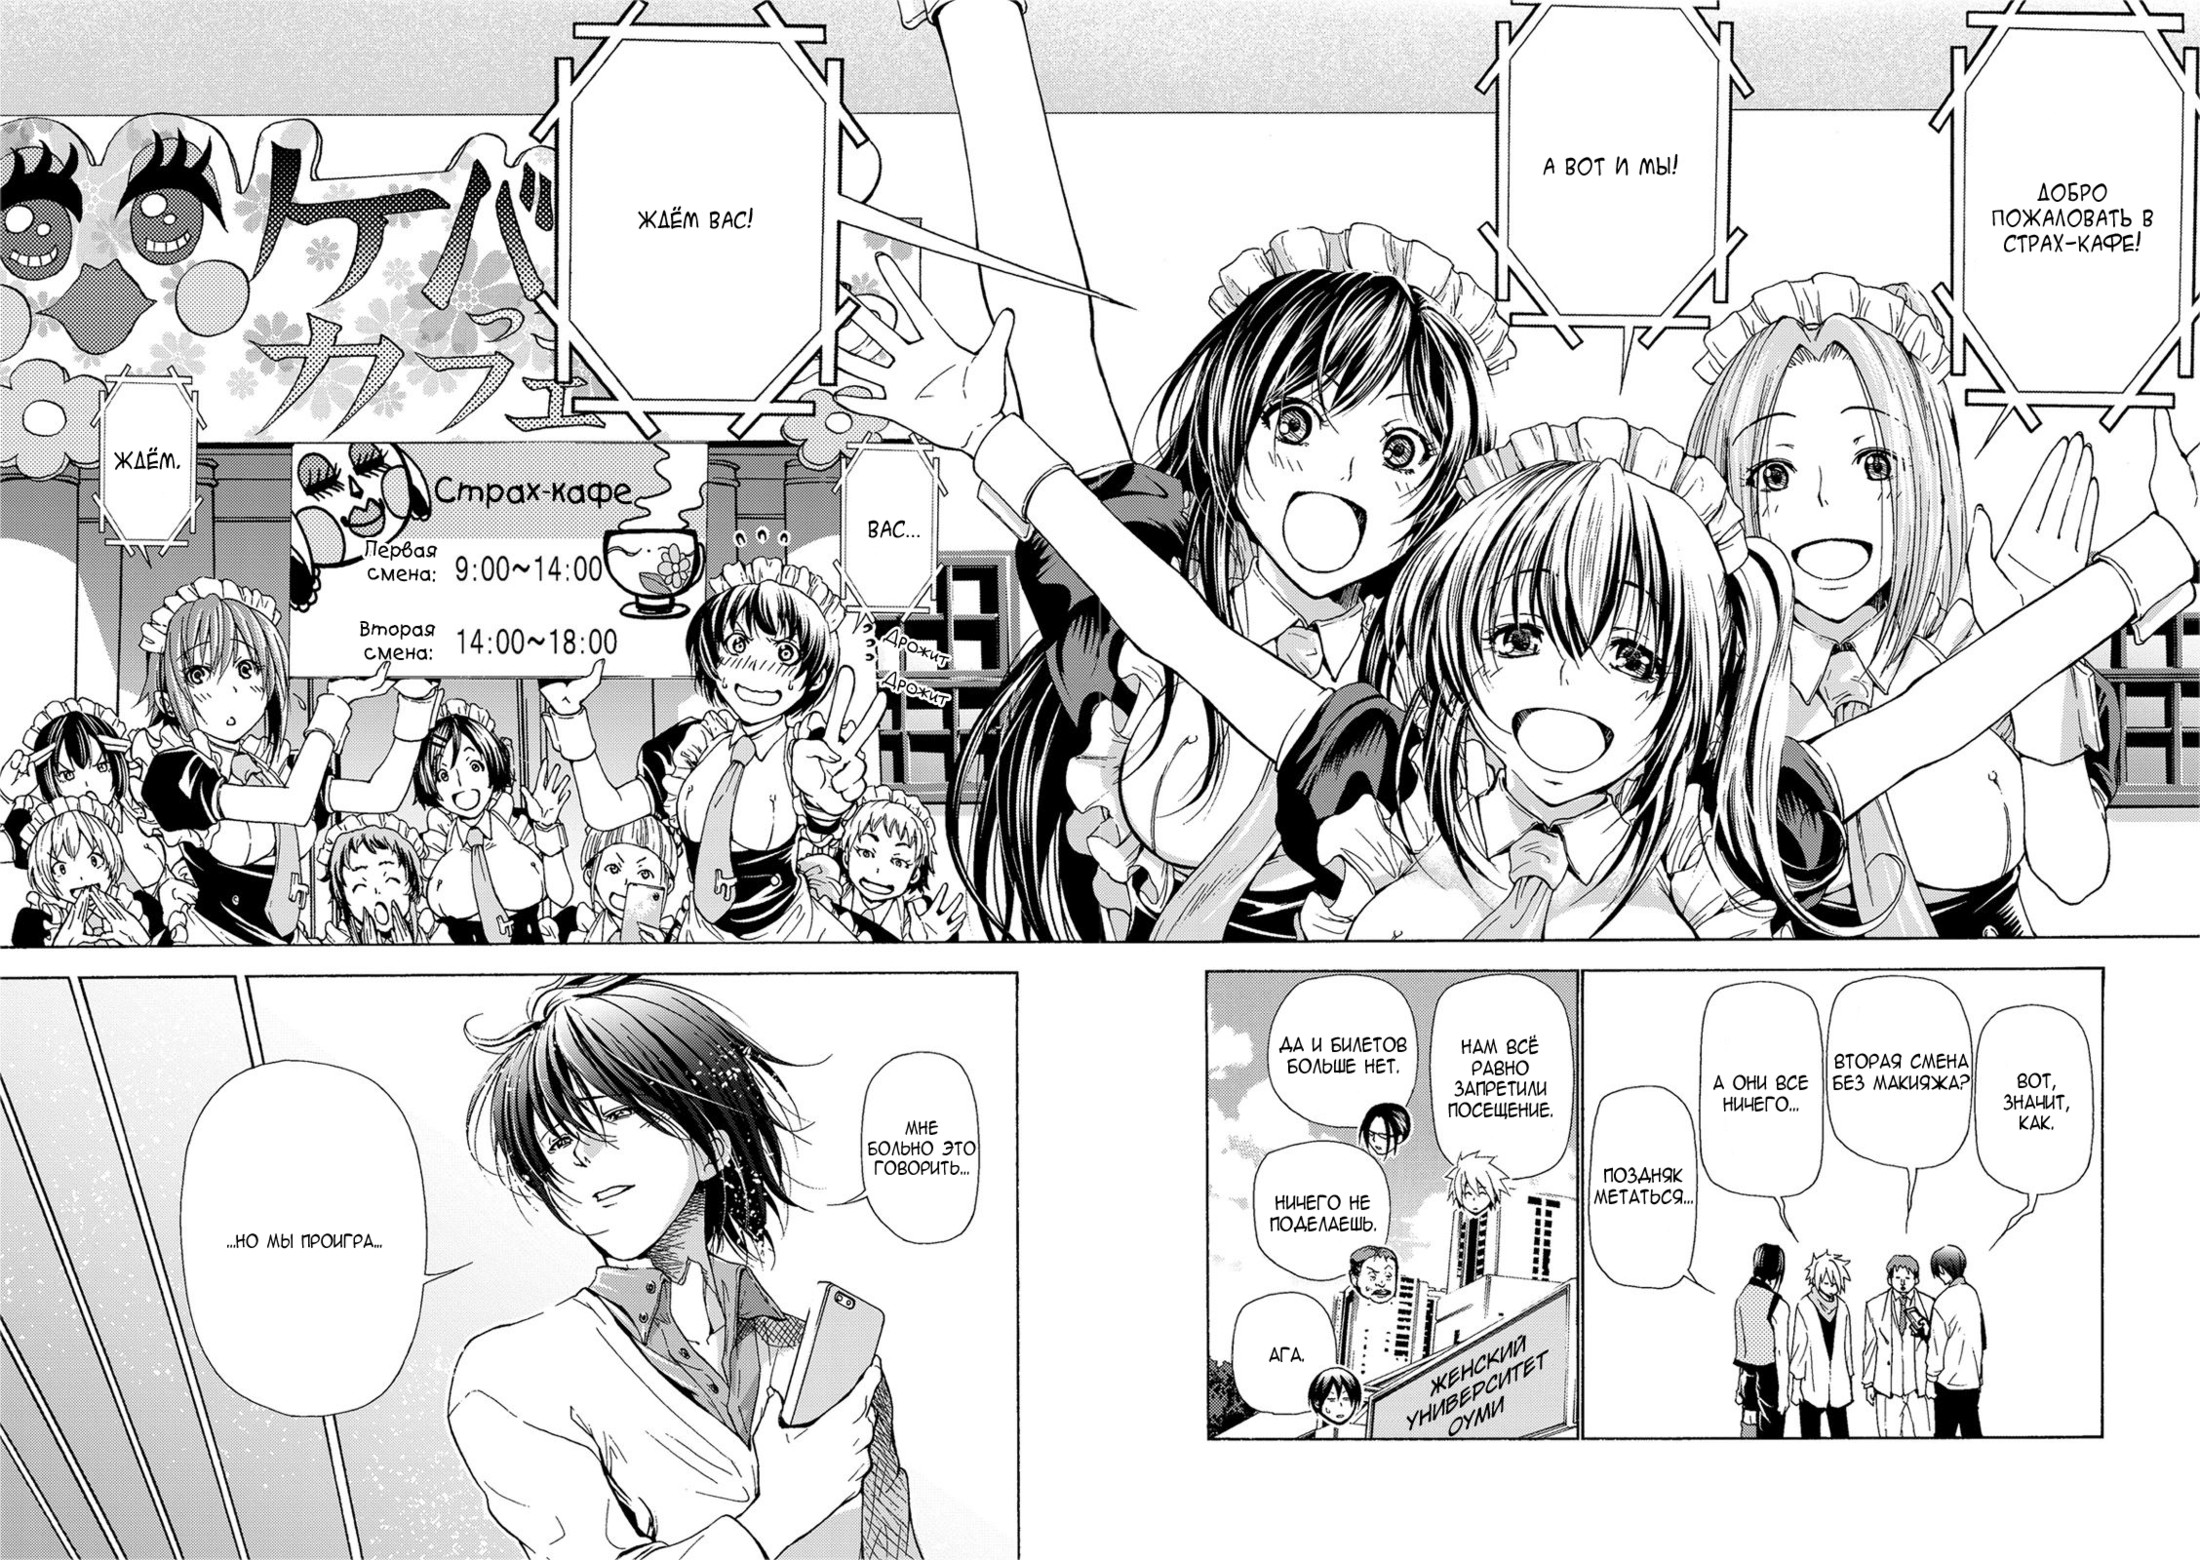 ДОБРО
ПОЖАЛОВАТЬ В
СТРАХ-КАФЕ!
А ВОТ И МЫ!
ЖДЁМ ВАС!
ケバ
カフェ
ВАС...
ДРОЖИТ
ДРОЖИТ
ЖДЁМ.
Страх-кафе
Первая
смена:
9:00~14:00
Вторая
смена:
14:00~18:00
ВОТ,
ЗНАЧИТ,
КАК.
ВТОРАЯ СМЕНА
БЕЗ МАКИЯЖА?
А ОНИ ВСЕ
НИЧЕГО...
ПОЗДНЯК
МЕТАТЬСЯ...
НАМ ВСЁ
РАВНО
ЗАПРЕТИЛИ
ПОСЕЩЕНИЕ.
ДА И БИЛЕТОВ
БОЛЬШЕ НЕТ.
НИЧЕГО НЕ
ПОДЕЛАЕШЬ.
АГА.
ЖЕНСКИЙ
УНИВЕРСИТЕТ
ОУМИ
МНЕ
БОЛЬНО ЭТО
ГОВОРИТЬ...
...НО МЫ ПРОИГРА...